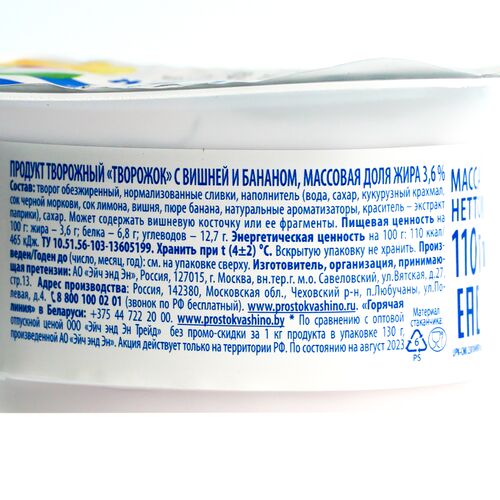 ПРОДУКТ ТВОРОЖНЫЙ «ТВОРОЖОК» С ВИШНЕЙ И БАНАНОМ, МАССОВАЯ ДОЛЯ ЖИРА 3,6 %
Состав: творог обезжиренный, нормализованные сливки, наполнитель (вода, сахар, кукурузный крахмал,
сок черной моркови, сок лимона, вишня, пюре банана, натуральные ароматизаторы, краситель – экстракт
паприки), сахар. Может содержать вишневую косточку или ее фрагменты. Пищевая ценность на
100 г: жира – 3,6 г; белка – 6,8 г; углеводов – 12,7 г. Энергетическая ценность на 100 г: 110 ккал/
465 кДж. ТУ 10.51.56-103-13605199. Хранить при t (4±2) °С. Вскрытую упаковку не хранить. Произ-
веден/Годен до (число, месяц, год): см. на упаковке сверху. Изготовитель, организация, принимаю-
щая претензии: АО «Эйч энд Эн», Россия, 127015, г. Москва, вн.тер.г. м.о. Савеловский, ул.Вятская, д.27,
стр.13. Адрес производства: Россия, 142380, Московская обл., Чеховский р-н, п.Любучаны, ул.По-
левая, д.4. 8 800 100 02 01 (звонок по РФ бесплатный). www.prostokvashino.ru. «Горячая
линия» в Беларуси: +375 44 722 20 00. www.prostokvashino.by * По сравнению с оптовой
отпускной ценой ООО «Эйч энд Эн Трейд» без промо-скидки за 1 кг продукта в упаковке 130 г,
произведенной АО «Эйч энд Эн». Акция действует только на территории РФ. По состоянию на август 2023
МАССА
НЕТТО
110 г
EAC
Материал
стаканчика:
6
PS